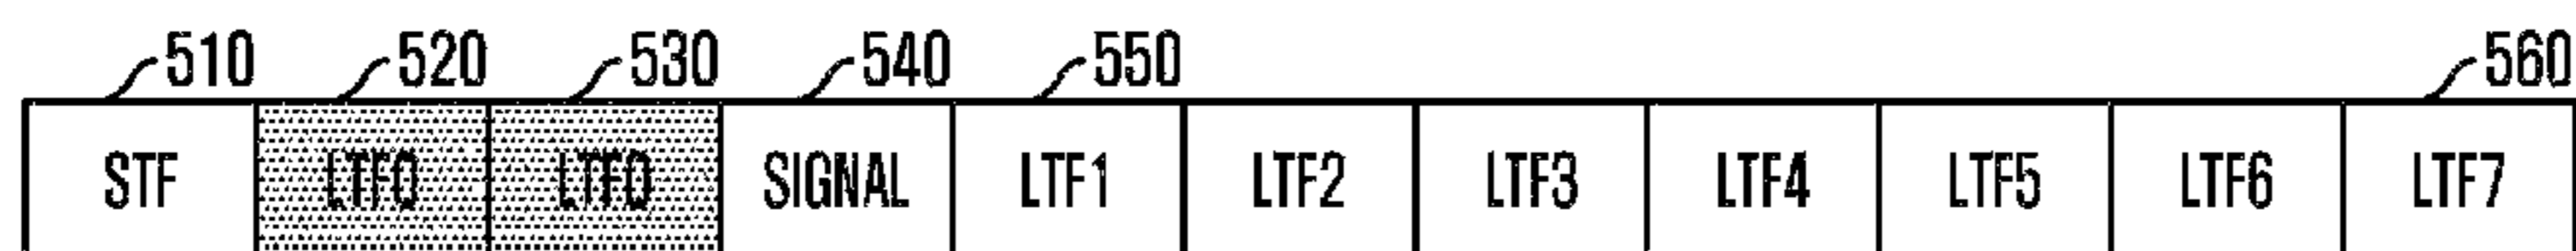 510 520 530 540 550 560
STF LTF0 LTF0 SIGNAL LTF1 LTF2 LTF3 LTF4 LTF5 LTF6 LTF7